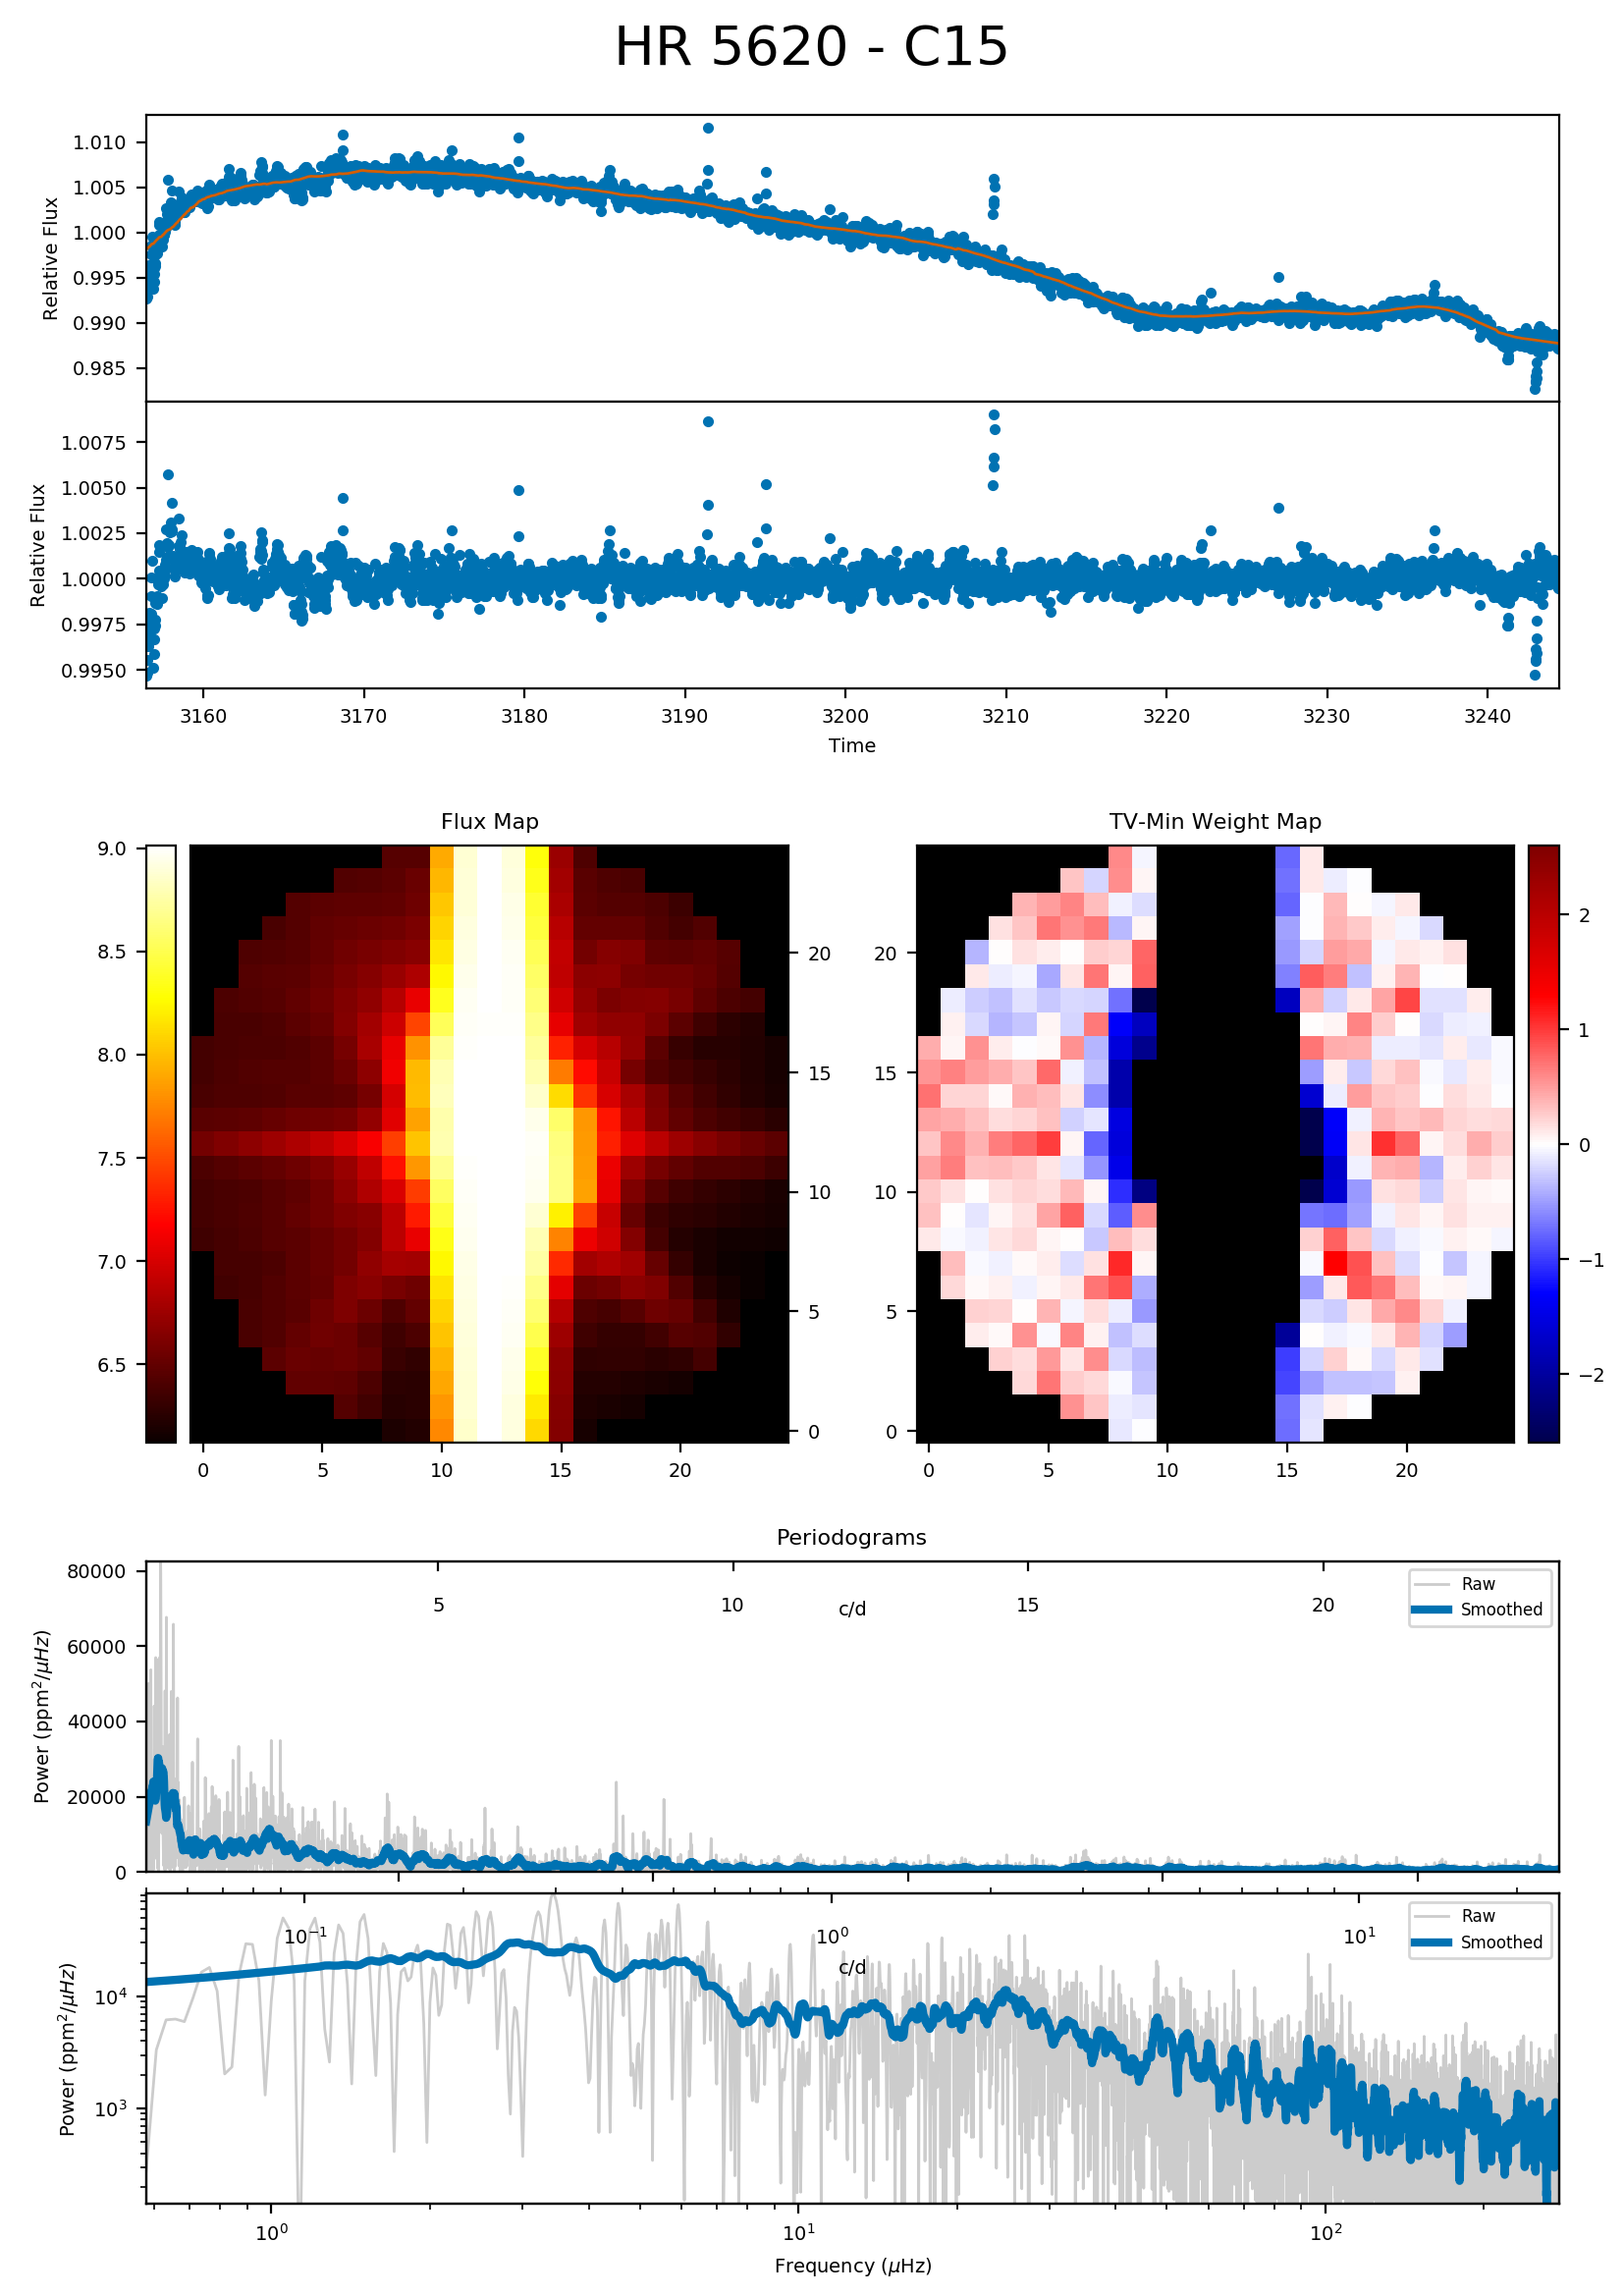 HR 5620 - C15
1.010
1.005
1.000
0.995
0.990
0.985
Relative Flux
1.0075
1.0050
1.0025
1.0000
0.9975
0.9950
Relative Flux
3160 3170 3180 3190 3200 3210 3220 3230 3240
Time
Flux Map
9.0
8.5
8.0
7.5
7.0
6.5
20
15
10
5
0
0 5 10 15 20
TV-Min Weight Map
20
15
10
5
0
0 5 10 15 20
2
1
0
−1
−2
Periodograms
80000
60000
40000
20000
0
Power (ppm²/μHz)
5 10 15 20
c/d
Raw
Smoothed
10⁻¹ 10⁰ 10¹
c/d
Raw
Smoothed
10⁴
10³
Power (ppm²/μHz)
10⁰ 10¹ 10²
Frequency (μHz)